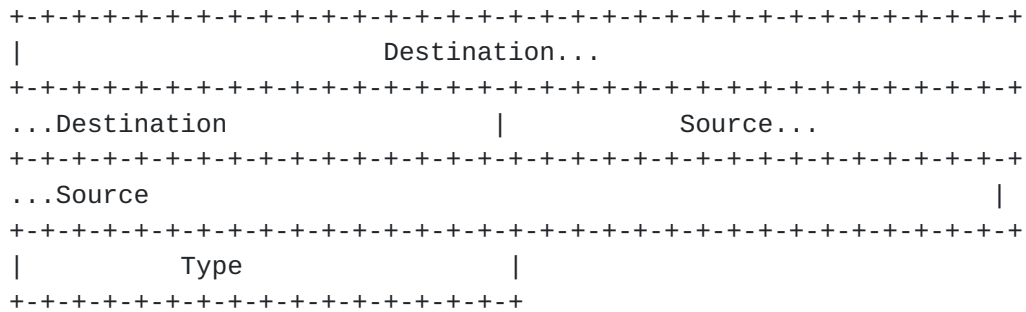 +-+-+-+-+-+-+-+-+-+-+-+-+-+-+-+-+-+-+-+-+-+-+-+-+-+-+-+-+-+-+-+-+
|                       Destination...
+-+-+-+-+-+-+-+-+-+-+-+-+-+-+-+-+-+-+-+-+-+-+-+-+-+-+-+-+-+-+-+-+
...Destination                 |           Source...
+-+-+-+-+-+-+-+-+-+-+-+-+-+-+-+-+-+-+-+-+-+-+-+-+-+-+-+-+-+-+-+-+
...Source                                                      |
+-+-+-+-+-+-+-+-+-+-+-+-+-+-+-+-+-+-+-+-+-+-+-+-+-+-+-+-+-+-+-+-+
|          Type                 |
+-+-+-+-+-+-+-+-+-+-+-+-+-+-+-+-+